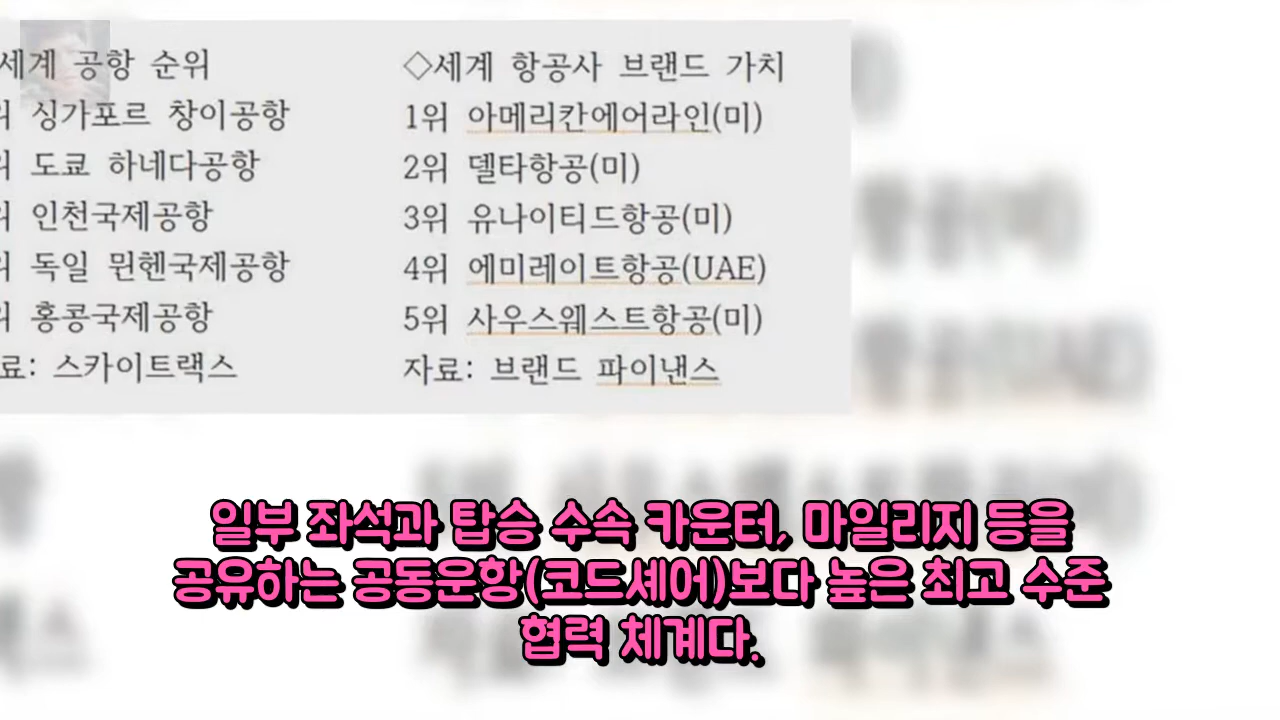 세계 공항 순위
위 싱가포르 창이공항
위 도쿄 하네다공항
위 인천국제공항
위 독일 뮌헨국제공항
위 홍콩국제공항
료: 스카이트랙스
◇세계 항공사 브랜드 가치
1위 아메리칸에어라인(미)
2위 델타항공(미)
3위 유나이티드항공(미)
4위 에미레이트항공(UAE)
5위 사우스웨스트항공(미)
자료: 브랜드 파이낸스
일부 좌석과 탑승 수속 카운터, 마일리지 등을
공유하는 공동운항(코드셰어)보다 높은 최고 수준
협력 체계다.